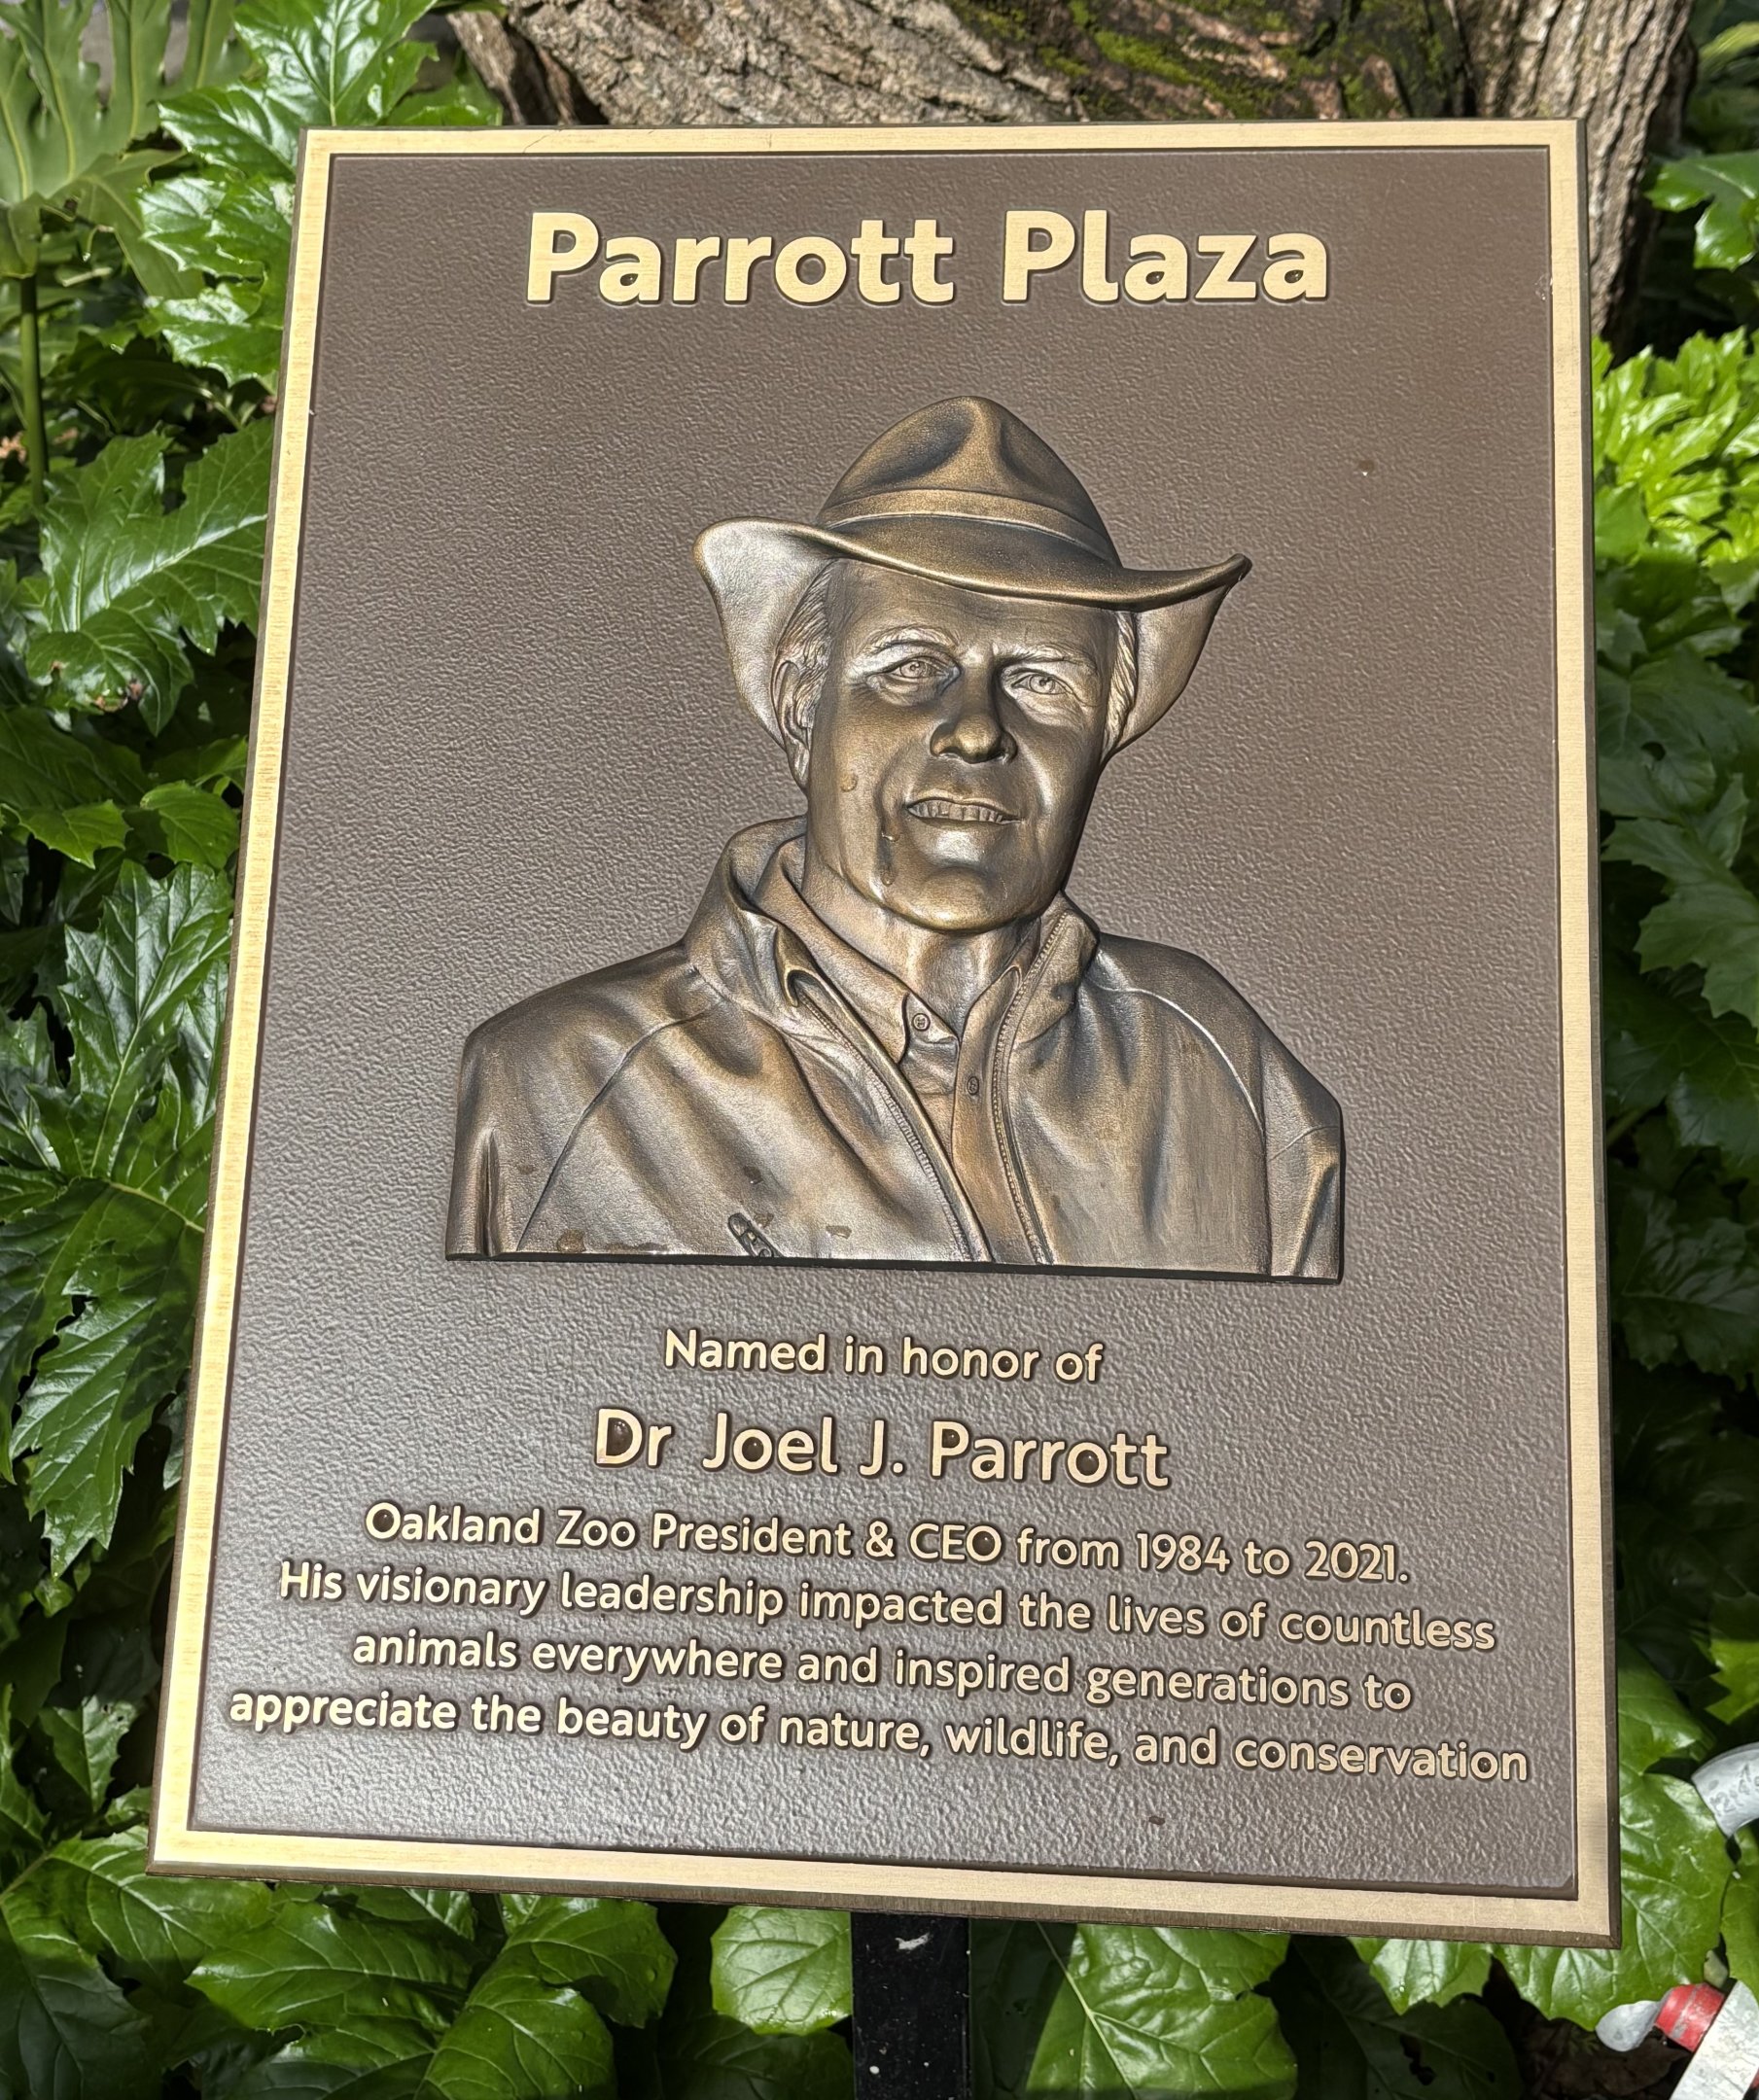 Parrott Plaza
Named in honor of
Dr Joel J. Parrott
Oakland Zoo President & CEO from 1984 to 2021.
His visionary leadership impacted the lives of countless
animals everywhere and inspired generations to
appreciate the beauty of nature, wildlife, and conservation